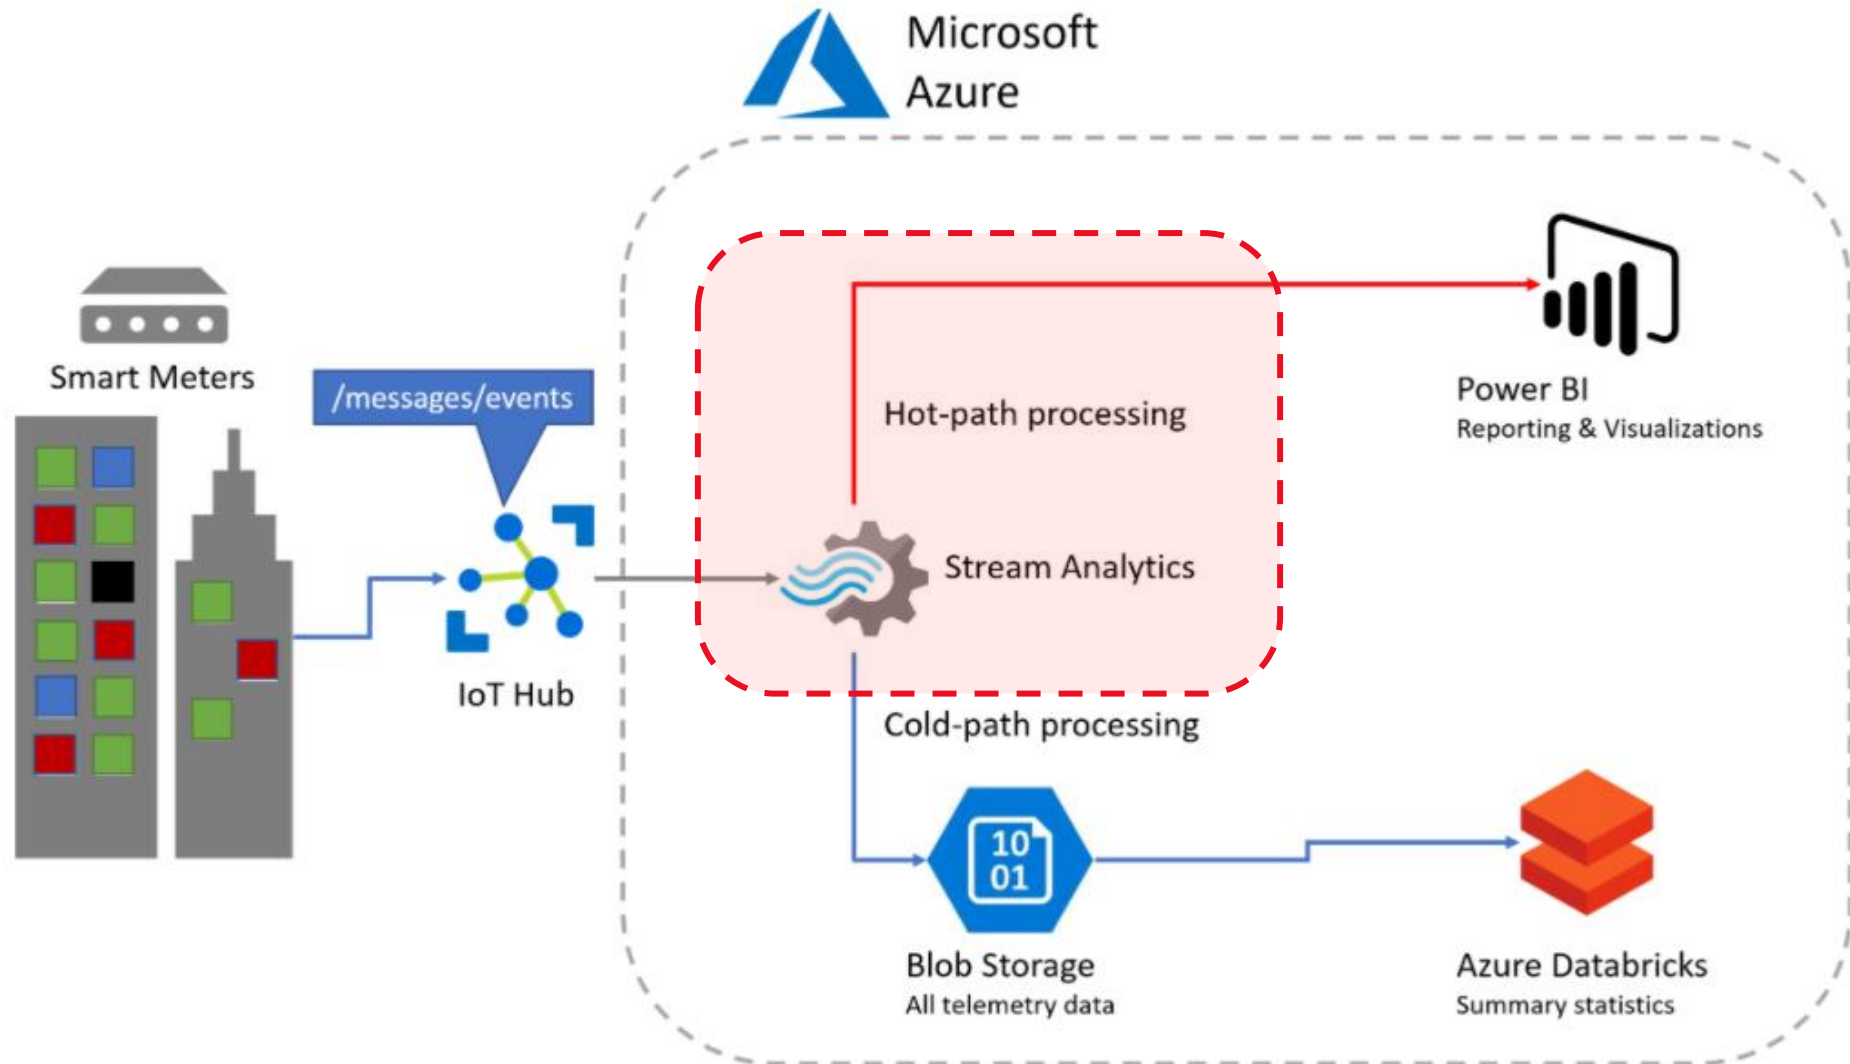 Microsoft
Azure
Smart Meters
/messages/events
Hot-path processing
Power BI
Reporting & Visualizations
Stream Analytics
IoT Hub
Cold-path processing
10
01
Blob Storage
All telemetry data
Azure Databricks
Summary statistics